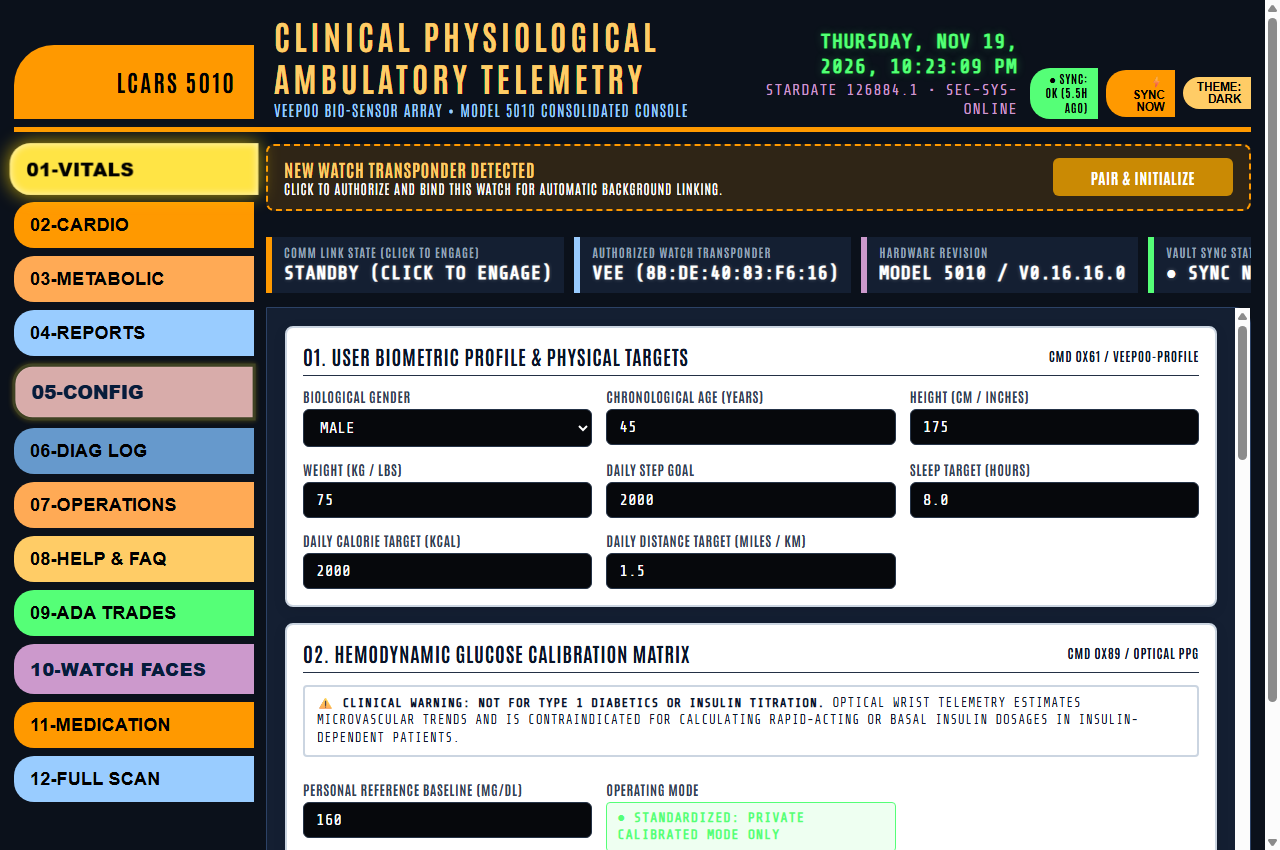 LCARS 5010
CLINICAL PHYSIOLOGICAL
AMBULATORY TELEMETRY
VEEPOO BIO-SENSOR ARRAY • MODEL 5010 CONSOLIDATED CONSOLE
THURSDAY, NOV 19,
2026, 10:23:09 PM
STARDATE 126884.1 • SEC-SYS-
ONLINE
● SYNC:
OK (5.5H
AGO)
SYNC
NOW
THEME:
DARK
01-VITALS
02-CARDIO
03-METABOLIC
04-REPORTS
05-CONFIG
06-DIAG LOG
07-OPERATIONS
08-HELP & FAQ
09-ADA TRADES
10-WATCH FACES
11-MEDICATION
12-FULL SCAN
NEW WATCH TRANSPONDER DETECTED
CLICK TO AUTHORIZE AND BIND THIS WATCH FOR AUTOMATIC BACKGROUND LINKING.
PAIR & INITIALIZE
COMM LINK STATE (CLICK TO ENGAGE)
STANDBY (CLICK TO ENGAGE)
AUTHORIZED WATCH TRANSPONDER
VEE (8B:DE:40:83:F6:16)
HARDWARE REVISION
MODEL 5010 / V0.16.16.0
VAULT SYNC STAT
● SYNC N
01. USER BIOMETRIC PROFILE & PHYSICAL TARGETS
CMD 0X61 / VEEPOO-PROFILE
BIOLOGICAL GENDER
CHRONOLOGICAL AGE (YEARS)
HEIGHT (CM / INCHES)
MALE
45
175
WEIGHT (KG / LBS)
DAILY STEP GOAL
SLEEP TARGET (HOURS)
75
2000
8.0
DAILY CALORIE TARGET (KCAL)
DAILY DISTANCE TARGET (MILES / KM)
2000
1.5
02. HEMODYNAMIC GLUCOSE CALIBRATION MATRIX
CMD 0X89 / OPTICAL PPG
⚠️ CLINICAL WARNING: NOT FOR TYPE 1 DIABETICS OR INSULIN TITRATION. OPTICAL WRIST TELEMETRY ESTIMATES
MICROVASCULAR TRENDS AND IS CONTRAINDICATED FOR CALCULATING RAPID-ACTING OR BASAL INSULIN DOSAGES IN INSULIN-
DEPENDENT PATIENTS.
PERSONAL REFERENCE BASELINE (MG/DL)
OPERATING MODE
160
● STANDARDIZED: PRIVATE
CALIBRATED MODE ONLY